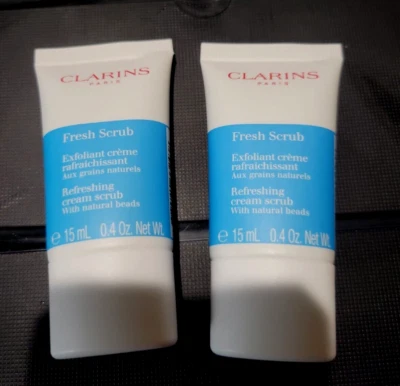 CLARINS
PARIS
Fresh Scrub
Exfoliant crème
rafraîchissant
Aux grains naturels
Refreshing
cream scrub
With natural beads
℮ 15 mL 0.4 Oz. Net Wt.
CLARINS
PARIS
Fresh Scrub
Exfoliant crème
rafraîchissant
Aux grains naturels
Refreshing
cream scrub
With natural beads
℮ 15 mL 0.4 Oz. Net Wt.